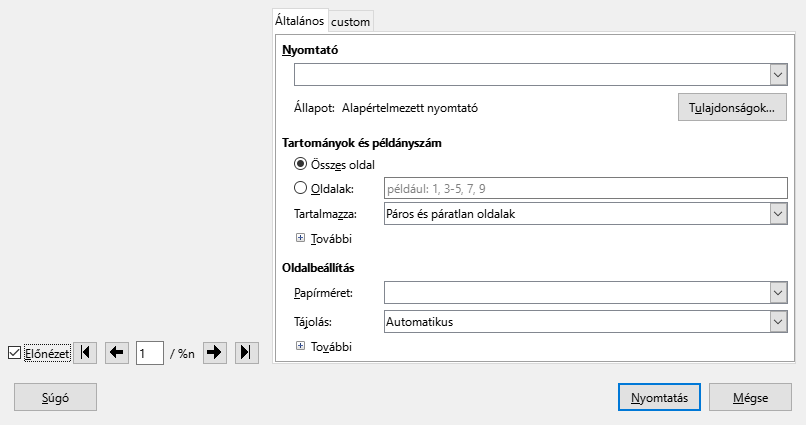 Általános custom
Nyomtató
Állapot: Alapértelmezett nyomtató
Tulajdonságok...
Tartományok és példányszám
Összes oldal
Oldalak: például: 1, 3-5, 7, 9
Tartalmazza: Páros és páratlan oldalak
További
Oldalbeállítás
Papírméret:
Tájolás: Automatikus
További
Előnézet 1 / %n
Súgó Nyomtatás Mégse